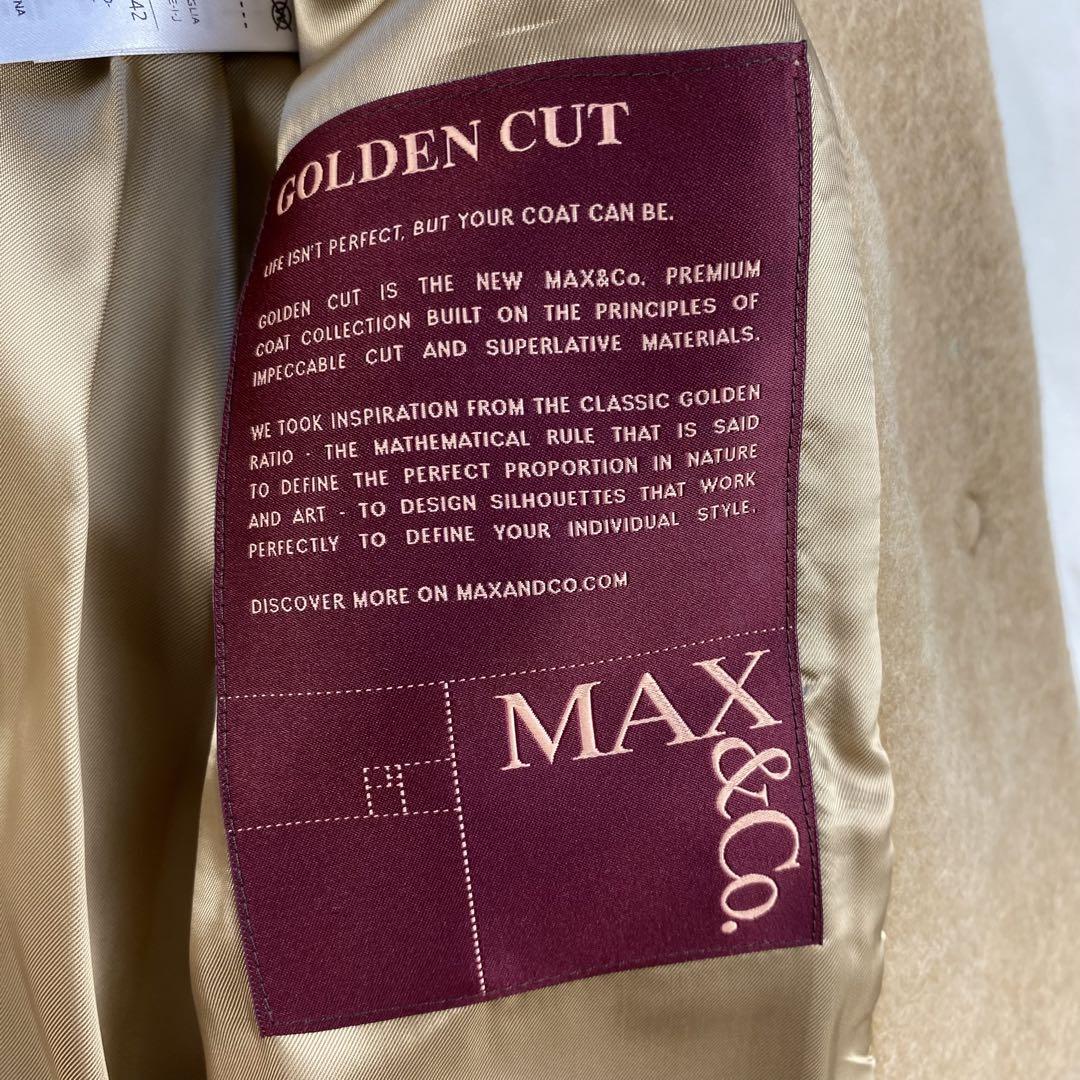 42
GLIA
E-I-J
NA
GOLDEN CUT
LIFE ISN'T PERFECT, BUT YOUR COAT CAN BE.
GOLDEN CUT IS THE NEW MAX&Co. PREMIUM
COAT COLLECTION BUILT ON THE PRINCIPLES OF
IMPECCABLE CUT AND SUPERLATIVE MATERIALS.
WE TOOK INSPIRATION FROM THE CLASSIC GOLDEN
RATIO - THE MATHEMATICAL RULE THAT IS SAID
TO DEFINE THE PERFECT PROPORTION IN NATURE
AND ART - TO DESIGN SILHOUETTES THAT WORK
PERFECTLY TO DEFINE YOUR INDIVIDUAL STYLE.
DISCOVER MORE ON MAXANDCO.COM
MAX
&Co.